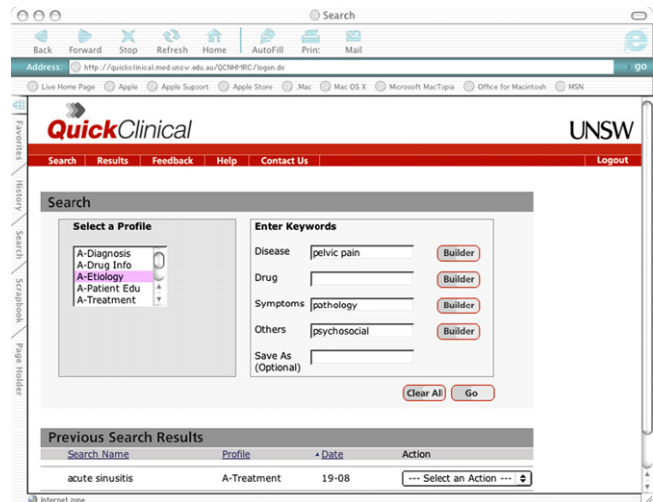 Search
Back Forward Stop Refresh Home AutoFill Prin: Mail
Address: http://quickclinical.med.unsw.edu.au/QCNHMRC/logon.do go
Live Home Page Apple Apple Support Apple Store .Mac Mac OS X Microsoft MacTopia Office for Macintosh MSN
Favorites
History
Search
Scrapbook
Page Holder
QuickClinical UNSW
Search Results Feedback Help Contact Us Logout
Search
Select a Profile
A-Diagnosis
A-Drug Info
A-Etiology
A-Patient Edu
A-Treatment
Enter Keywords
Disease pelvic pain Builder
Drug Builder
Symptoms pathology Builder
Others psychosocial Builder
Save As
(Optional)
Clear All Go
Previous Search Results
Search Name Profile Date Action
acute sinusitis A-Treatment 19-08 --- Select an Action ---
Internet zone